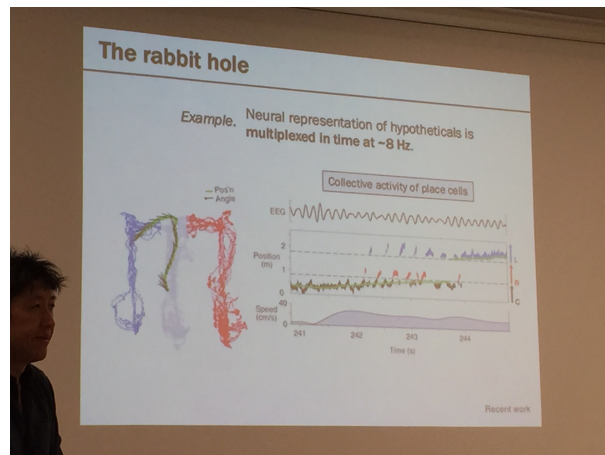 The rabbit hole
Example. Neural representation of hypotheticals is
multiplexed in time at ~8 Hz.
Collective activity of place cells
Pos'n
Angle
EEG
Position
(m)
2
1
0
L
R
C
Speed
(cm/s)
40
0
241
242
243
244
Time (s)
Recent work